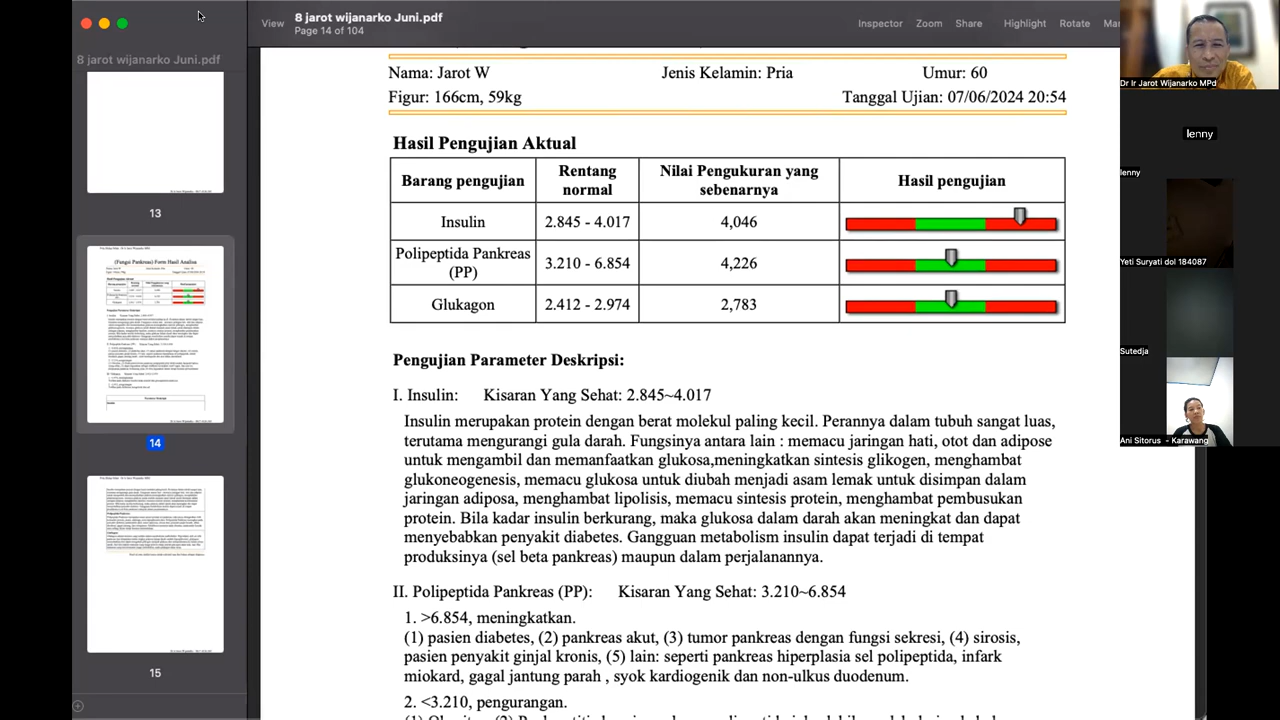 8 jarot wijanarko Juni.pdf
View
8 jarot wijanarko Juni.pdf
Page 14 of 104
Inspector
Zoom
Share
Highlight
Rotate
13
14
15
Nama: Jarot W
Jenis Kelamin: Pria
Umur: 60
Figur: 166cm, 59kg
Tanggal Ujian: 07/06/2024 20:54
Hasil Pengujian Aktual
Barang pengujian
Rentang normal
Nilai Pengukuran yang sebenarnya
Hasil pengujian
Insulin
2.845 - 4.017
4,046
Polipeptida Pankreas (PP)
3.210 - 6.854
4,226
Glukagon
2.412 - 2.974
2,783
Pengujian Parameter Deskripsi:
I. Insulin: Kisaran Yang Sehat: 2.845~4.017
Insulin merupakan protein dengan berat molekul paling kecil. Perannya dalam tubuh sangat luas,
terutama mengurangi gula darah. Fungsinya antara lain : memacu jaringan hati, otot dan adipose
untuk mengambil dan memanfaatkan glukosa,meningkatkan sintesis glikogen, menghambat
glukoneogenesis, memacu glukosa untuk diubah menjadi asam lemak untuk disimpan dalam
jaringan adipose, menghambat lipolisis, memacu sintesis protein dan menghambat pembuatan
protein. Bila kadar insulin berkurang, maka glukosa dalam darah akan meningkat dan dapat
menyebabkan penyakit gula. Gangguan metabolism insulin dapat terjadi di tempat
produksinya (sel beta pankreas) maupun dalam perjalanannya.
II. Polipeptida Pankreas (PP): Kisaran Yang Sehat: 3.210~6.854
1. >6.854, meningkatkan.
(1) pasien diabetes, (2) pankreas akut, (3) tumor pankreas dengan fungsi sekresi, (4) sirosis,
pasien penyakit ginjal kronis, (5) lain: seperti pankreas hiperplasia sel polipeptida, infark
miokard, gagal jantung parah , syok kardiogenik dan non-ulkus duodenum.
2. <3.210, pengurangan.
Dr Ir Jarot Wijanarko MPd
lenny
lenny
Yeti Suryati dol 184087
Sutedja
Ani Sitorus - Karawang